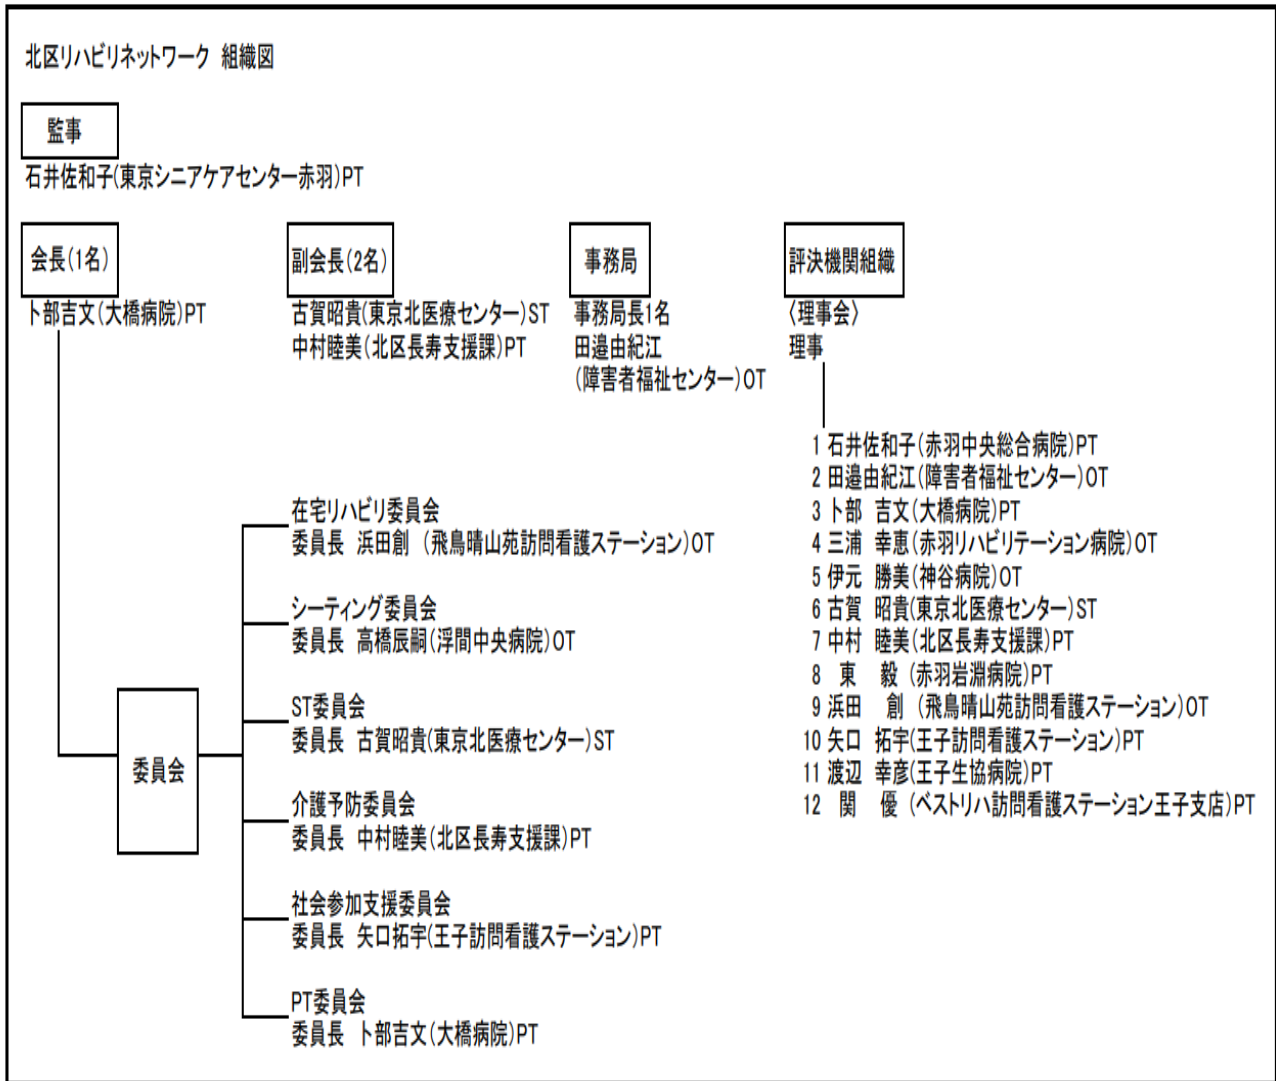 北区リハビリネットワーク 組織図
監事
石井佐和子(東京シニアケアセンター赤羽)PT
会長(1名)
卜部吉文(大橋病院)PT
副会長(2名)
古賀昭貴(東京北医療センター)ST
中村睦美(北区長寿支援課)PT
事務局
事務局長1名
田邉由紀江
(障害者福祉センター)OT
評決機関組織
〈理事会〉
理事
1 石井佐和子(赤羽中央総合病院)PT
2 田邉由紀江(障害者福祉センター)OT
3 卜部 吉文(大橋病院)PT
4 三浦 幸恵(赤羽リハビリテーション病院)OT
5 伊元 勝美(神谷病院)OT
6 古賀 昭貴(東京北医療センター)ST
7 中村 睦美(北区長寿支援課)PT
8 東 毅 (赤羽岩淵病院)PT
9 浜田 創 (飛鳥晴山苑訪問看護ステーション)OT
10 矢口 拓宇(王子訪問看護ステーション)PT
11 渡辺 幸彦(王子生協病院)PT
12 関 優 (ベストリハ訪問看護ステーション王子支店)PT
委員会
在宅リハビリ委員会
委員長 浜田創 (飛鳥晴山苑訪問看護ステーション)OT
シーティング委員会
委員長 高橋辰嗣(浮間中央病院)OT
ST委員会
委員長 古賀昭貴(東京北医療センター)ST
介護予防委員会
委員長 中村睦美(北区長寿支援課)PT
社会参加支援委員会
委員長 矢口拓宇(王子訪問看護ステーション)PT
PT委員会
委員長 卜部吉文(大橋病院)PT